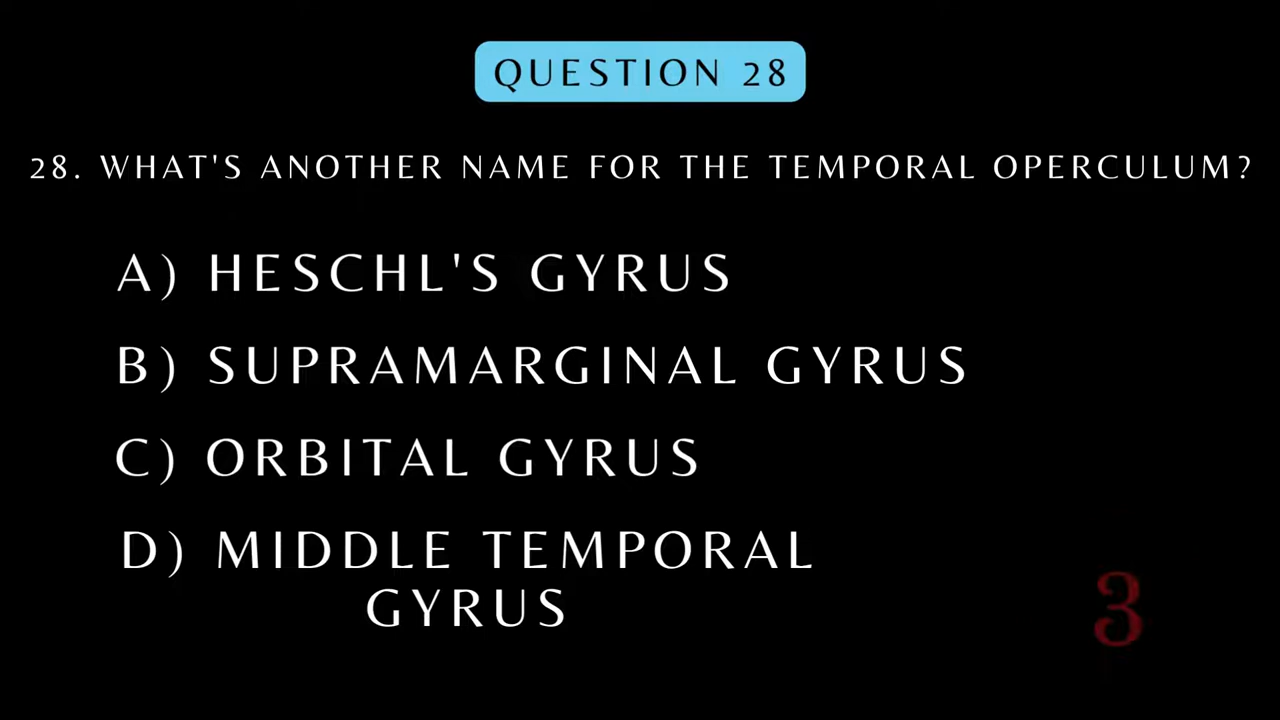 QUESTION 28
28. WHAT'S ANOTHER NAME FOR THE TEMPORAL OPERCULUM?
A) HESCHL'S GYRUS
B) SUPRAMARGINAL GYRUS
C) ORBITAL GYRUS
D) MIDDLE TEMPORAL
GYRUS
3